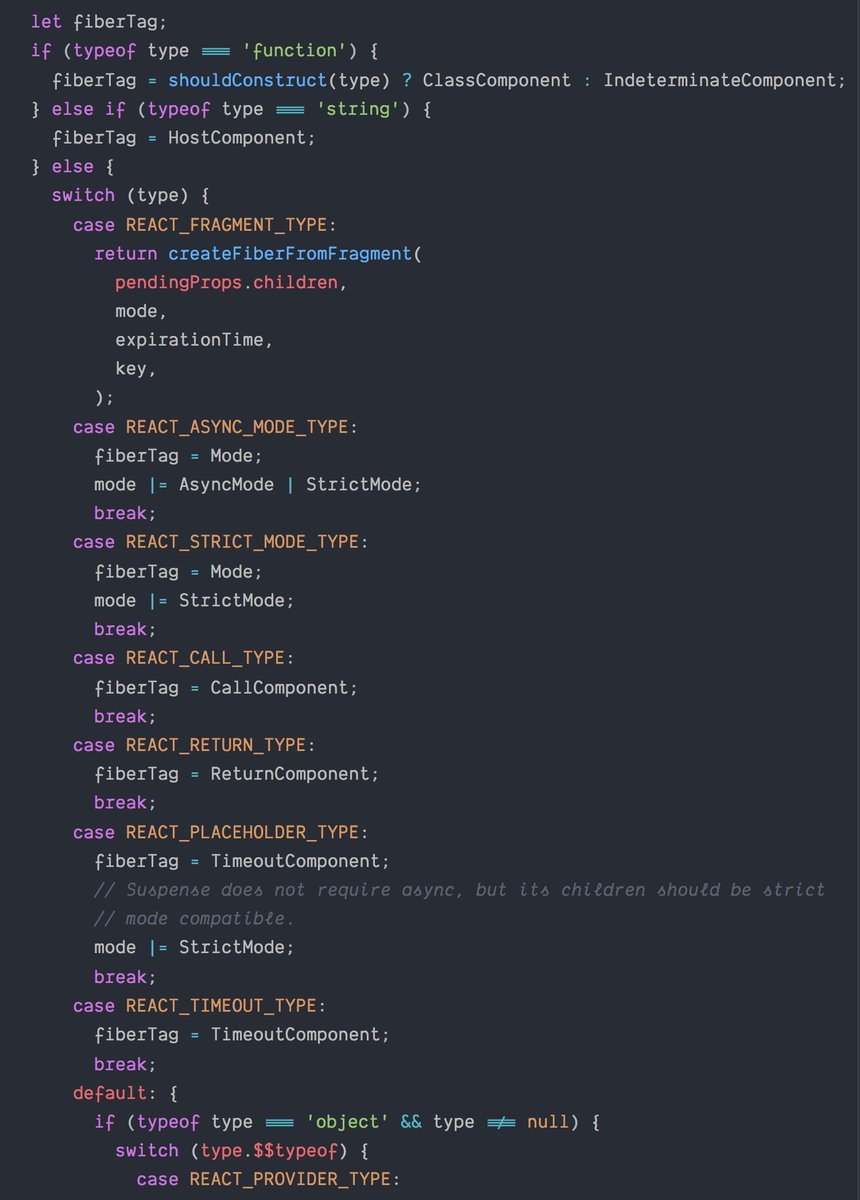 let fiberTag;
if (typeof type === 'function') {
  fiberTag = shouldConstruct(type) ? ClassComponent : IndeterminateComponent;
} else if (typeof type === 'string') {
  fiberTag = HostComponent;
} else {
  switch (type) {
    case REACT_FRAGMENT_TYPE:
      return createFiberFromFragment(
        pendingProps.children,
        mode,
        expirationTime,
        key,
      );
    case REACT_ASYNC_MODE_TYPE:
      fiberTag = Mode;
      mode |= AsyncMode | StrictMode;
      break;
    case REACT_STRICT_MODE_TYPE:
      fiberTag = Mode;
      mode |= StrictMode;
      break;
    case REACT_CALL_TYPE:
      fiberTag = CallComponent;
      break;
    case REACT_RETURN_TYPE:
      fiberTag = ReturnComponent;
      break;
    case REACT_PLACEHOLDER_TYPE:
      fiberTag = TimeoutComponent;
      // Suspense does not require async, but its children should be strict
      // mode compatible.
      mode |= StrictMode;
      break;
    case REACT_TIMEOUT_TYPE:
      fiberTag = TimeoutComponent;
      break;
    default: {
      if (typeof type === 'object' && type !== null) {
        switch (type.$$typeof) {
          case REACT_PROVIDER_TYPE: